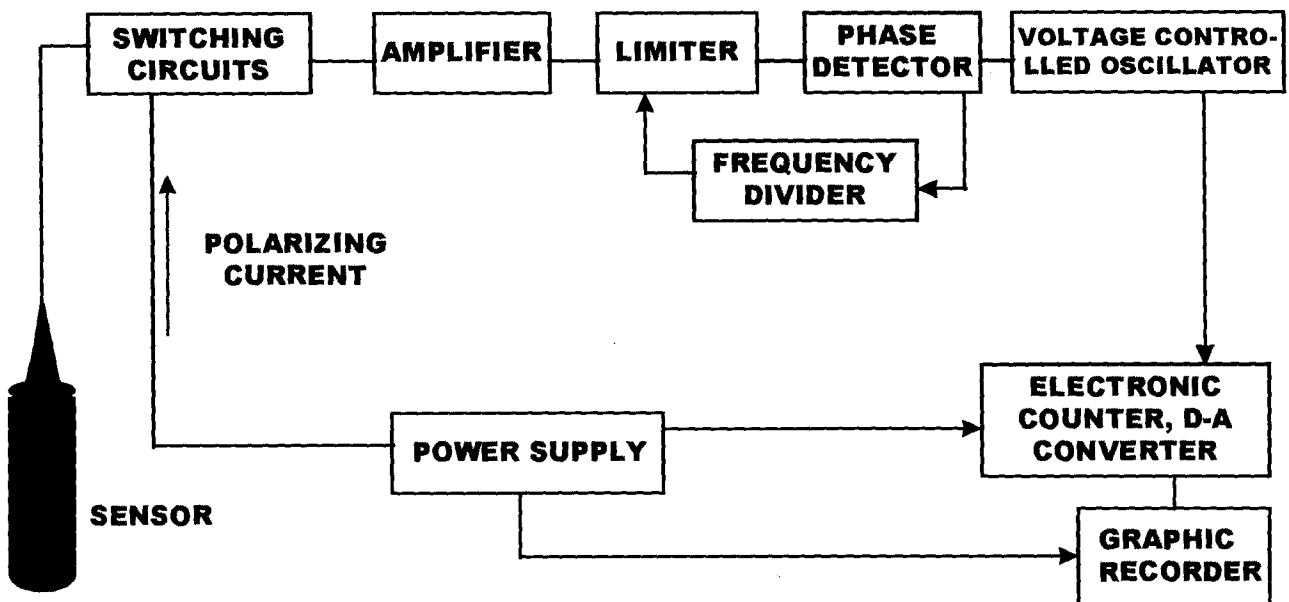 SWITCHING
CIRCUITS
AMPLIFIER
LIMITER
PHASE
DETECTOR
VOLTAGE CONTRO-
LLED OSCILLATOR
FREQUENCY
DIVIDER
POLARIZING
CURRENT
ELECTRONIC
COUNTER, D-A
CONVERTER
POWER SUPPLY
SENSOR
GRAPHIC
RECORDER